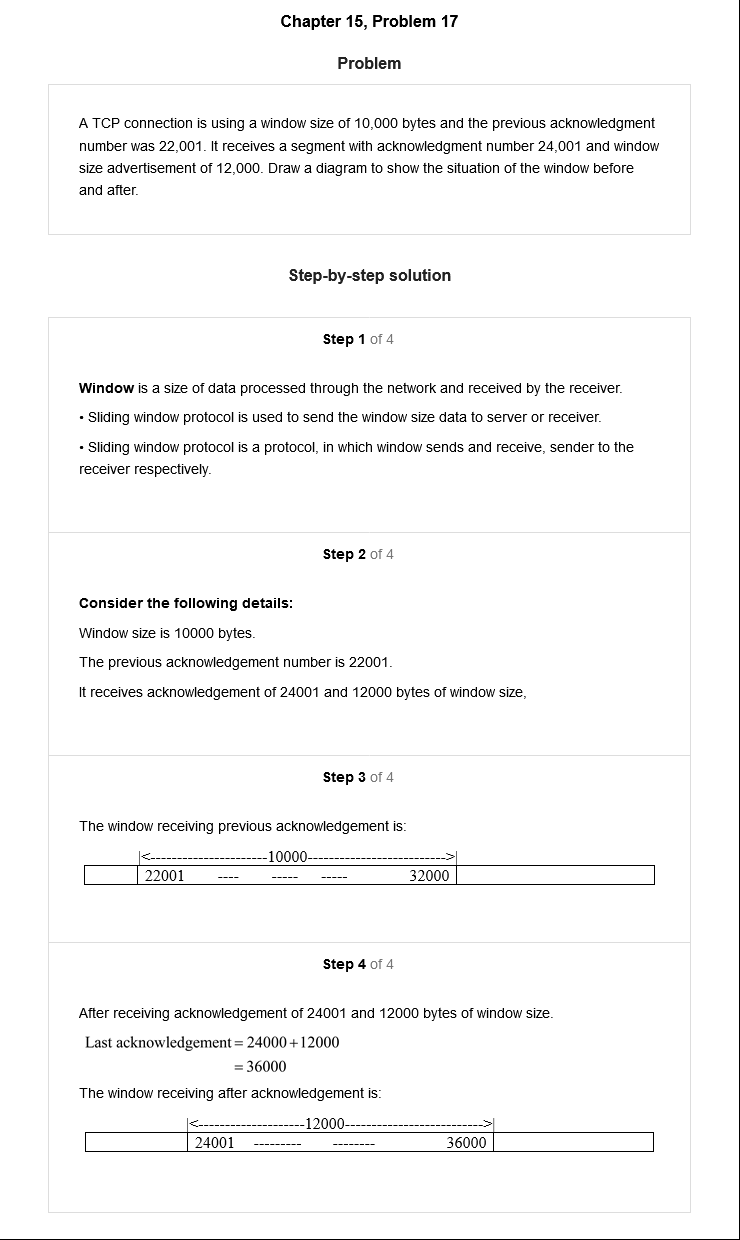 Chapter 15, Problem 17
Problem
A TCP connection is using a window size of 10,000 bytes and the previous acknowledgment
number was 22,001. It receives a segment with acknowledgment number 24,001 and window
size advertisement of 12,000. Draw a diagram to show the situation of the window before
and after.
Step-by-step solution
Step 1 of 4
Window is a size of data processed through the network and received by the receiver.
• Sliding window protocol is used to send the window size data to server or receiver.
• Sliding window protocol is a protocol, in which window sends and receive, sender to the
receiver respectively.
Step 2 of 4
Consider the following details:
Window size is 10000 bytes.
The previous acknowledgement number is 22001.
It receives acknowledgement of 24001 and 12000 bytes of window size,
Step 3 of 4
The window receiving previous acknowledgement is:
|<----------------------10000-------------------------->|
22001 ---- ----- ----- 32000
Step 4 of 4
After receiving acknowledgement of 24001 and 12000 bytes of window size.
Last acknowledgement = 24000+12000
= 36000
The window receiving after acknowledgement is:
|<--------------------12000-------------------------->|
24001 --------- -------- 36000